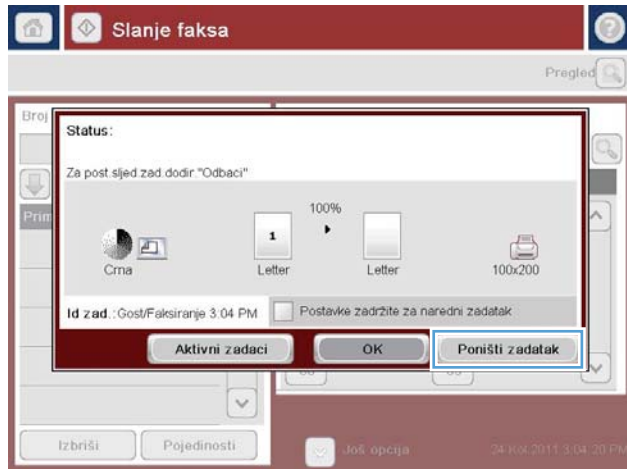 Slanje faksa
Pregled
Broj
Status:
Za post.sljed.zad.dodir."Odbaci"
Prim
100%
1
Crna
Letter
Letter
100x200
Id zad.:Gost/Faksiranje 3:04 PM
Postavke zadržite za naredni zadatak
Aktivni zadaci
OK
Poništi zadatak
Izbriši
Pojedinosti
Još opcija
24-Kol-2011 3:04:20 PM